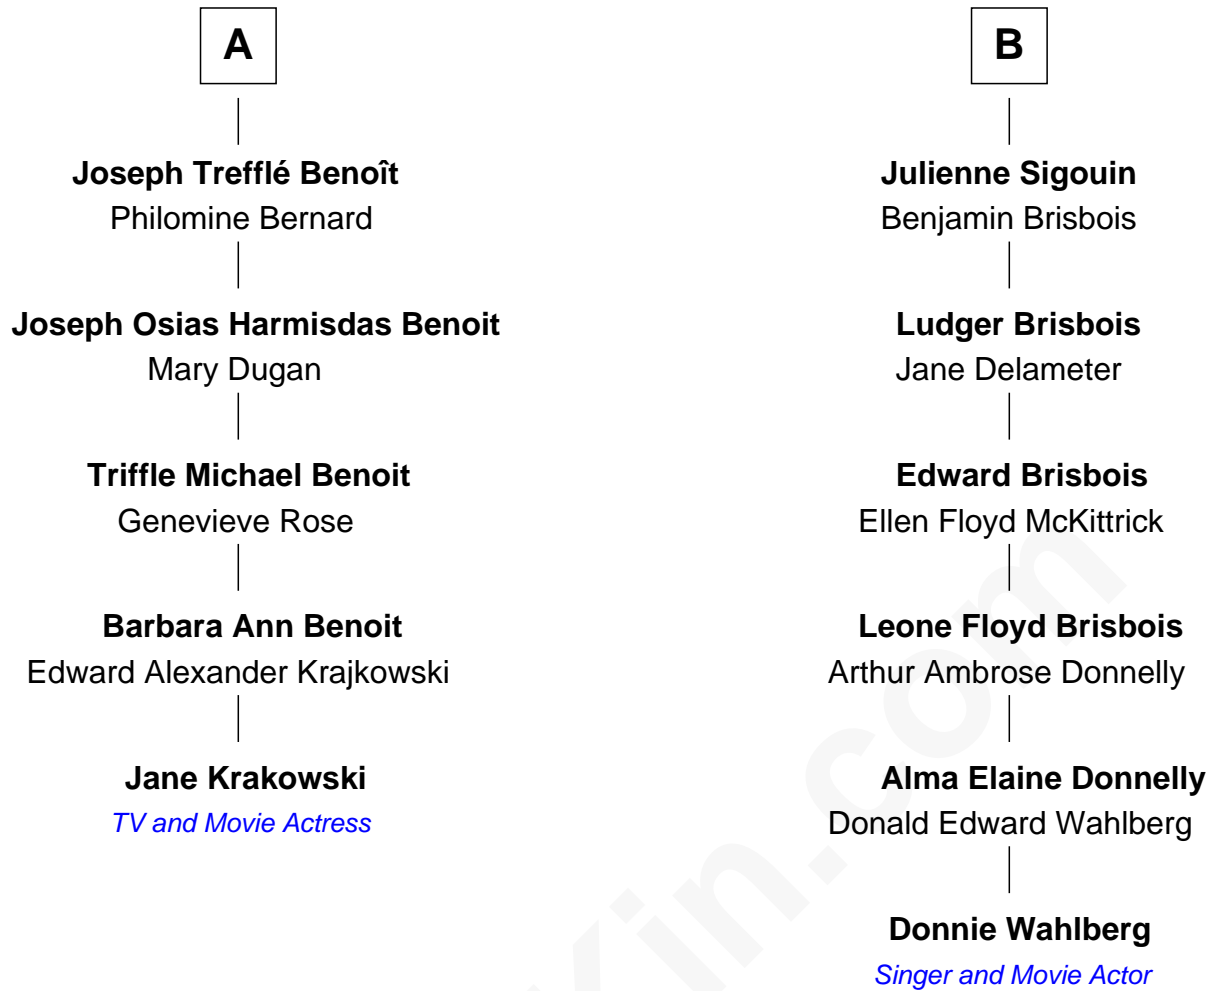 A
Joseph Trefflé Benoît
Philomine Bernard
Joseph Osias Harmisdas Benoit
Mary Dugan
Triffle Michael Benoit
Genevieve Rose
Barbara Ann Benoit
Edward Alexander Krajkowski
Jane Krakowski
TV and Movie Actress
B
Julienne Sigouin
Benjamin Brisbois
Ludger Brisbois
Jane Delameter
Edward Brisbois
Ellen Floyd McKittrick
Leone Floyd Brisbois
Arthur Ambrose Donnelly
Alma Elaine Donnelly
Donald Edward Wahlberg
Donnie Wahlberg
Singer and Movie Actor
Kin.com